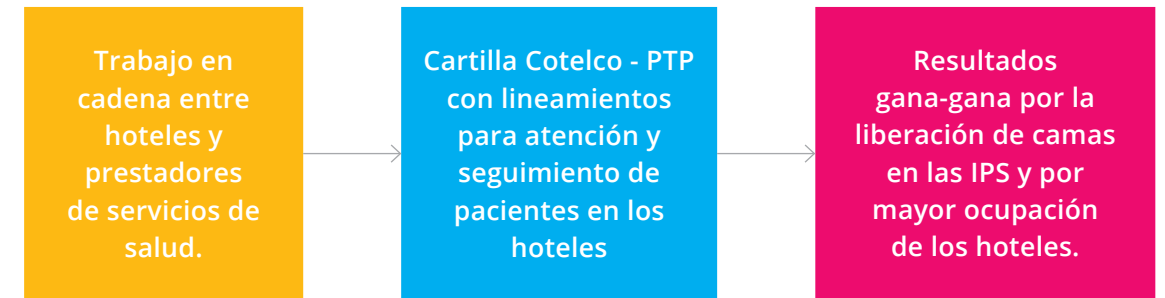 Trabajo en
cadena entre
hoteles y
prestadores
de servicios de
salud.
Cartilla Cotelco - PTP
con lineamientos
para atención y
seguimiento de
pacientes en los
hoteles
Resultados
gana-gana por la
liberación de camas
en las IPS y por
mayor ocupación
de los hoteles.